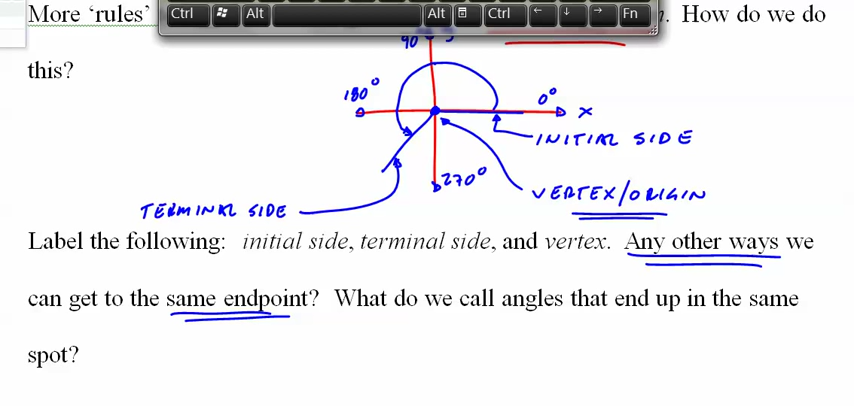 More ‘rules’
Ctrl Alt Alt Ctrl ← ↓ → Fn
How do we do
this?
90
180°
0°
x
INITIAL SIDE
270°
VERTEX/ORIGIN
TERMINAL SIDE
Label the following: initial side, terminal side, and vertex. Any other ways we
can get to the same endpoint? What do we call angles that end up in the same
spot?